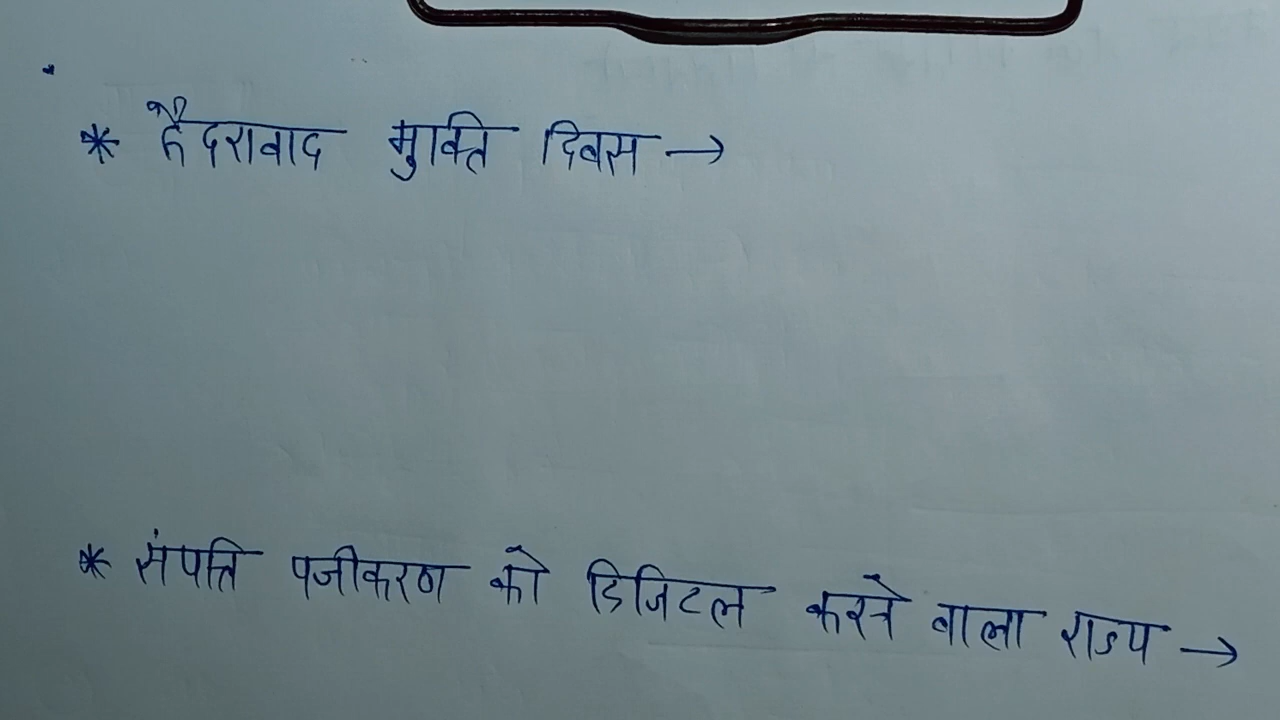 * हैदरावाद मुक्ति दिवस →
* संपत्ति पजीकरण को डिजिटल करने वाला राज्य →